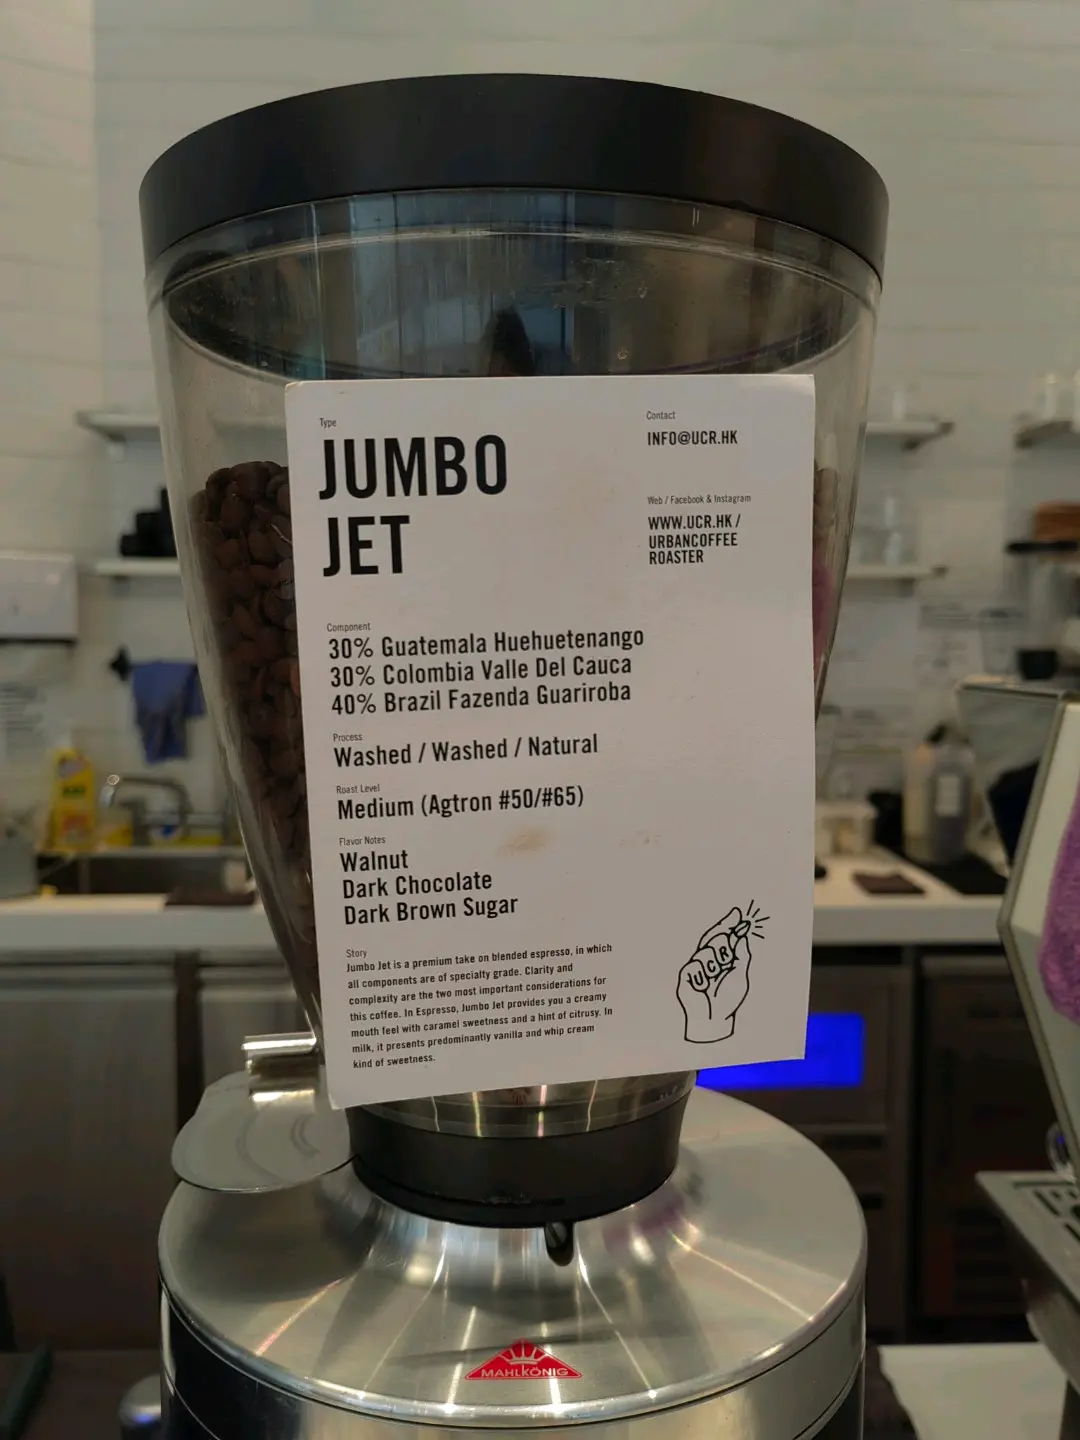 Type
JUMBO
JET
Contact
INFO@UCR.HK
Web / Facebook & Instagram
WWW.UCR.HK /
URBANCOFFEE
ROASTER
Component
30% Guatemala Huehuetenango
30% Colombia Valle Del Cauca
40% Brazil Fazenda Guariroba
Process
Washed / Washed / Natural
Roast Level
Medium (Agtron #50/#65)
Flavor Notes
Walnut
Dark Chocolate
Dark Brown Sugar
Story
Jumbo Jet is a premium take on blended espresso, in which
all components are of specialty grade. Clarity and
complexity are the two most important considerations for
this coffee. In Espresso, Jumbo Jet provides you a creamy
mouth feel with caramel sweetness and a hint of citrusy. In
milk, it presents predominantly vanilla and whip cream
kind of sweetness.
UCR
MAHLKÖNIG